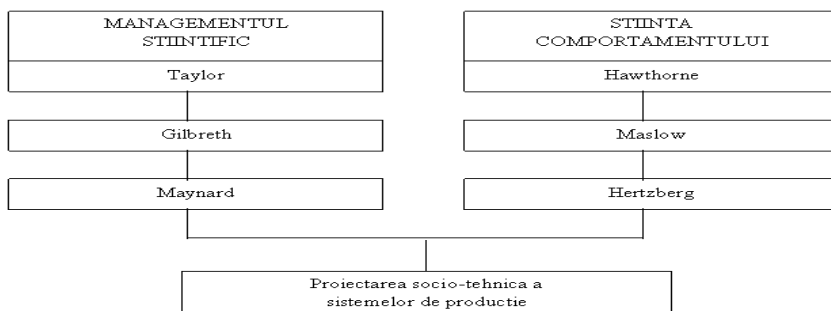 MANAGEMENTUL
STIINTIFIC
Taylor
Gilbreth
Maynard
STIINTA
COMPORTAMENTULUI
Hawthorne
Maslow
Hertzberg
Proiectarea socio-tehnica a
sistemelor de productie